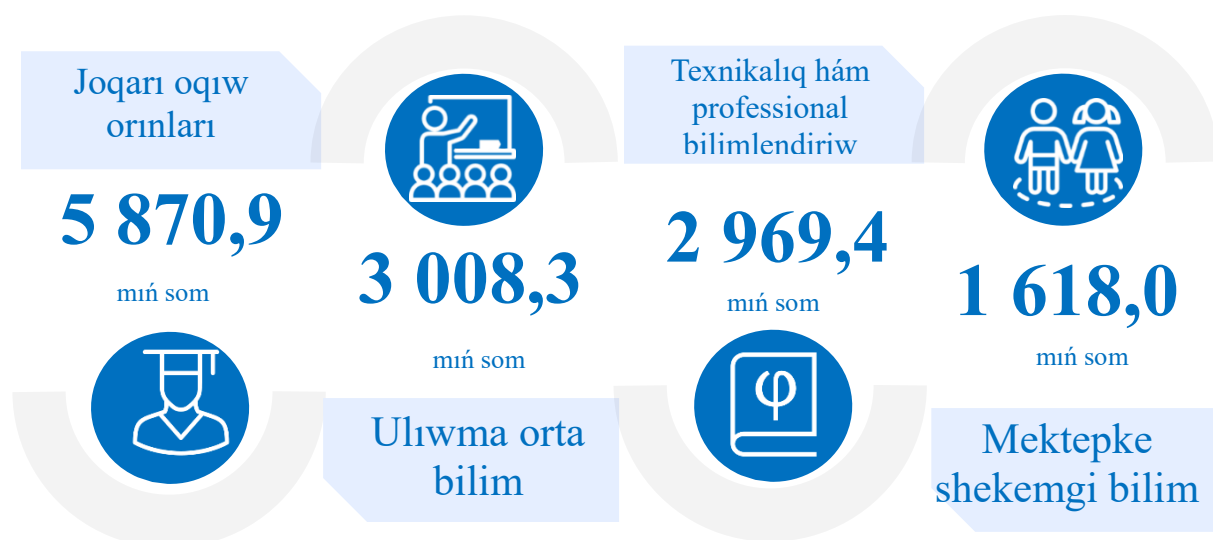 Joqarı oqıw
orınları
5 870,9
mıń som
3 008,3
mıń som
Ulıwma orta
bilim
Texnikalıq hám
professional
bilimlendiriw
2 969,4
mıń som
φ
1 618,0
mıń som
Mektepke
shekemgi bilim